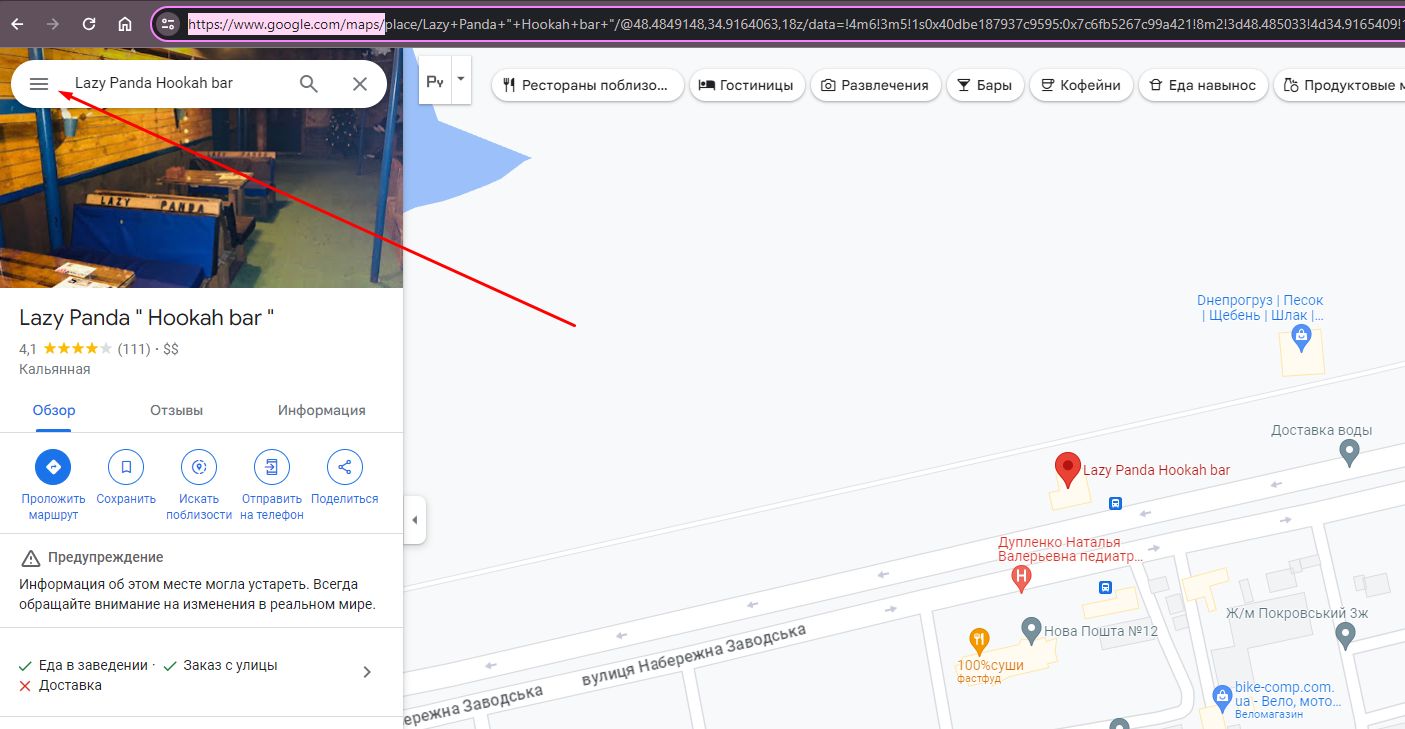 https://www.google.com/maps/place/Lazy+Panda+"+Hookah+bar+"/@48.4849148,34.9164063,18z/data=!4m6!3m5!1s0x40dbe187937c9595:0x7c6fb5267c99a421!8m2!3d48.485033!4d34.9165409!1
Lazy Panda Hookah bar
Ру
Рестораны поблизо...
Гостиницы
Развлечения
Бары
Кофейни
Еда навынос
Продуктовые м
LAZY PANDA
Lazy Panda " Hookah bar "
4,1 (111) · $$
Кальянная
Обзор
Отзывы
Информация
Проложить
маршрут
Сохранить
Искать
поблизости
Отправить
на телефон
Поделиться
Предупреждение
Информация об этом месте могла устареть. Всегда
обращайте внимание на изменения в реальном мире.
Еда в заведении · Заказ с улицы
Доставка
Dнепрогруз | Песок
| Щебень | Шлак |...
Доставка воды
Lazy Panda Hookah bar
Дупленко Наталья
Валерьевна педиатр...
Н
Ж/м Покровський 3ж
Нова Пошта №12
вулиця Набережна Заводська
100%суши
фастфуд
bike-comp.com.
ua - Вело, мото...
Веломагазин
ережна Заводська